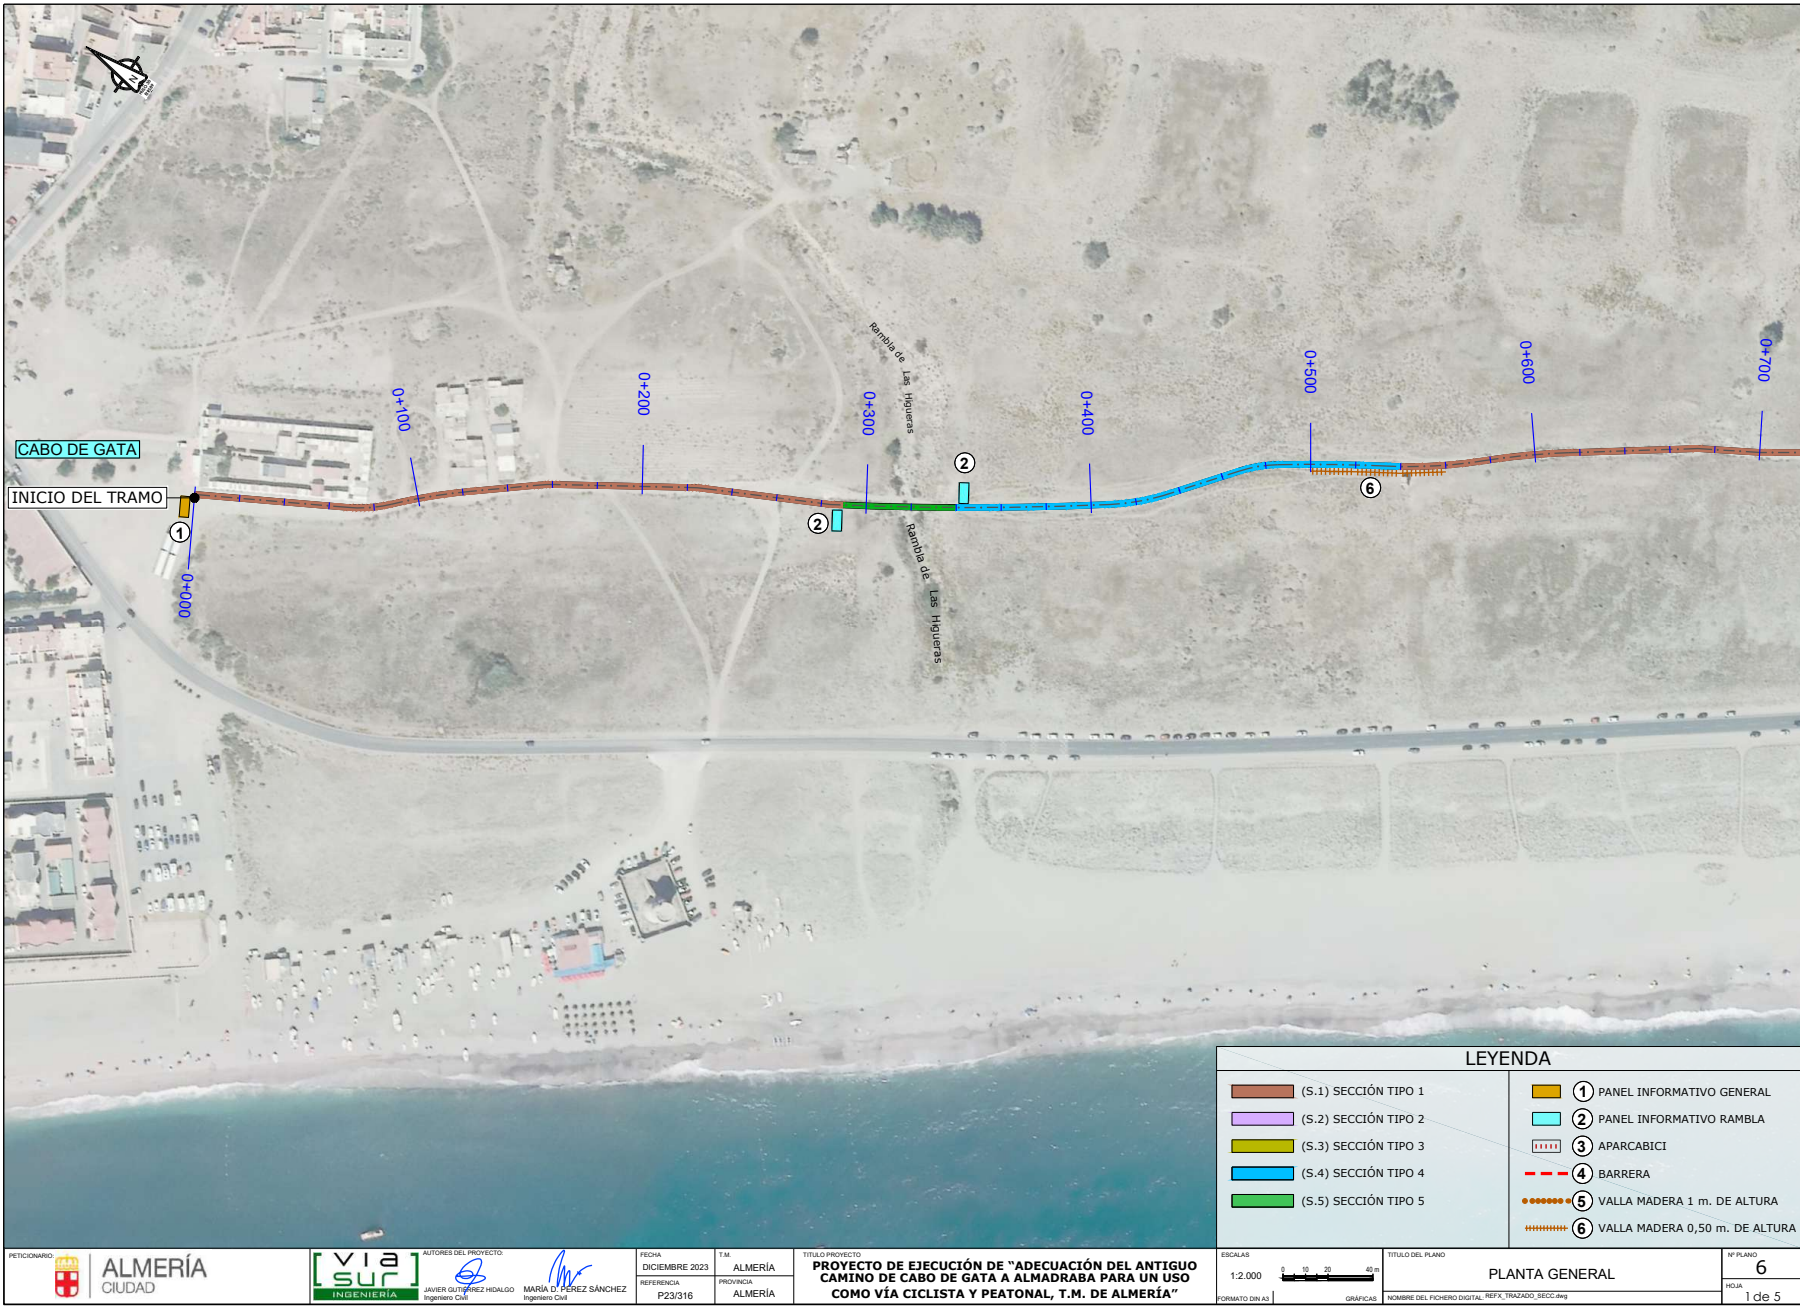 N
CABO DE GATA
INICIO DEL TRAMO
1
0+000
0+100
0+200
0+300
0+400
0+500
0+600
0+700
2
2
6
Rambla de Las Higueras
Rambla de Las Higueras
LEYENDA
(S.1) SECCIÓN TIPO 1
(S.2) SECCIÓN TIPO 2
(S.3) SECCIÓN TIPO 3
(S.4) SECCIÓN TIPO 4
(S.5) SECCIÓN TIPO 5
1 PANEL INFORMATIVO GENERAL
2 PANEL INFORMATIVO RAMBLA
3 APARCABICI
4 BARRERA
5 VALLA MADERA 1 m. DE ALTURA
6 VALLA MADERA 0,50 m. DE ALTURA
PETICIONARIO:
ALMERÍA
CIUDAD
via
sur
INGENIERÍA
AUTORES DEL PROYECTO:
JAVIER GUTIÉRREZ HIDALGO
Ingeniero Civil
MARÍA D. PÉREZ SÁNCHEZ
Ingeniero Civil
FECHA
DICIEMBRE 2023
REFERENCIA
P23/316
T.M.
ALMERÍA
PROVINCIA
ALMERÍA
TITULO PROYECTO
PROYECTO DE EJECUCIÓN DE "ADECUACIÓN DEL ANTIGUO
CAMINO DE CABO DE GATA A ALMADRABA PARA UN USO
COMO VÍA CICLISTA Y PEATONAL, T.M. DE ALMERÍA"
ESCALAS
1:2.000
0 10 20 40 m
FORMATO DIN A3
GRÁFICAS
TITULO DEL PLANO
PLANTA GENERAL
NOMBRE DEL FICHERO DIGITAL: REFX_TRAZADO_SECC.dwg
Nº PLANO
6
HOJA
1 de 5